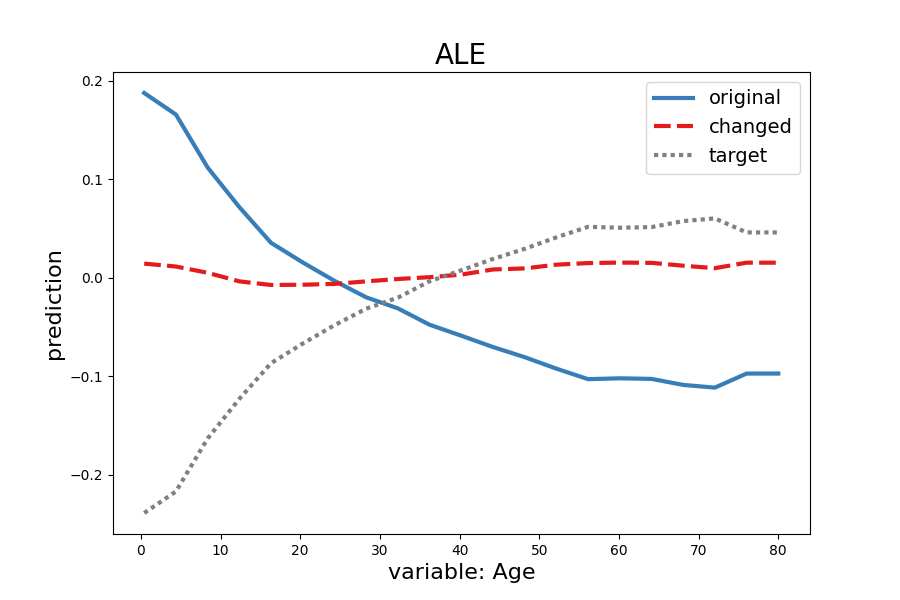 ALE
original
changed
target
0.2
0.1
0.0
−0.1
−0.2
prediction
0 10 20 30 40 50 60 70 80
variable: Age